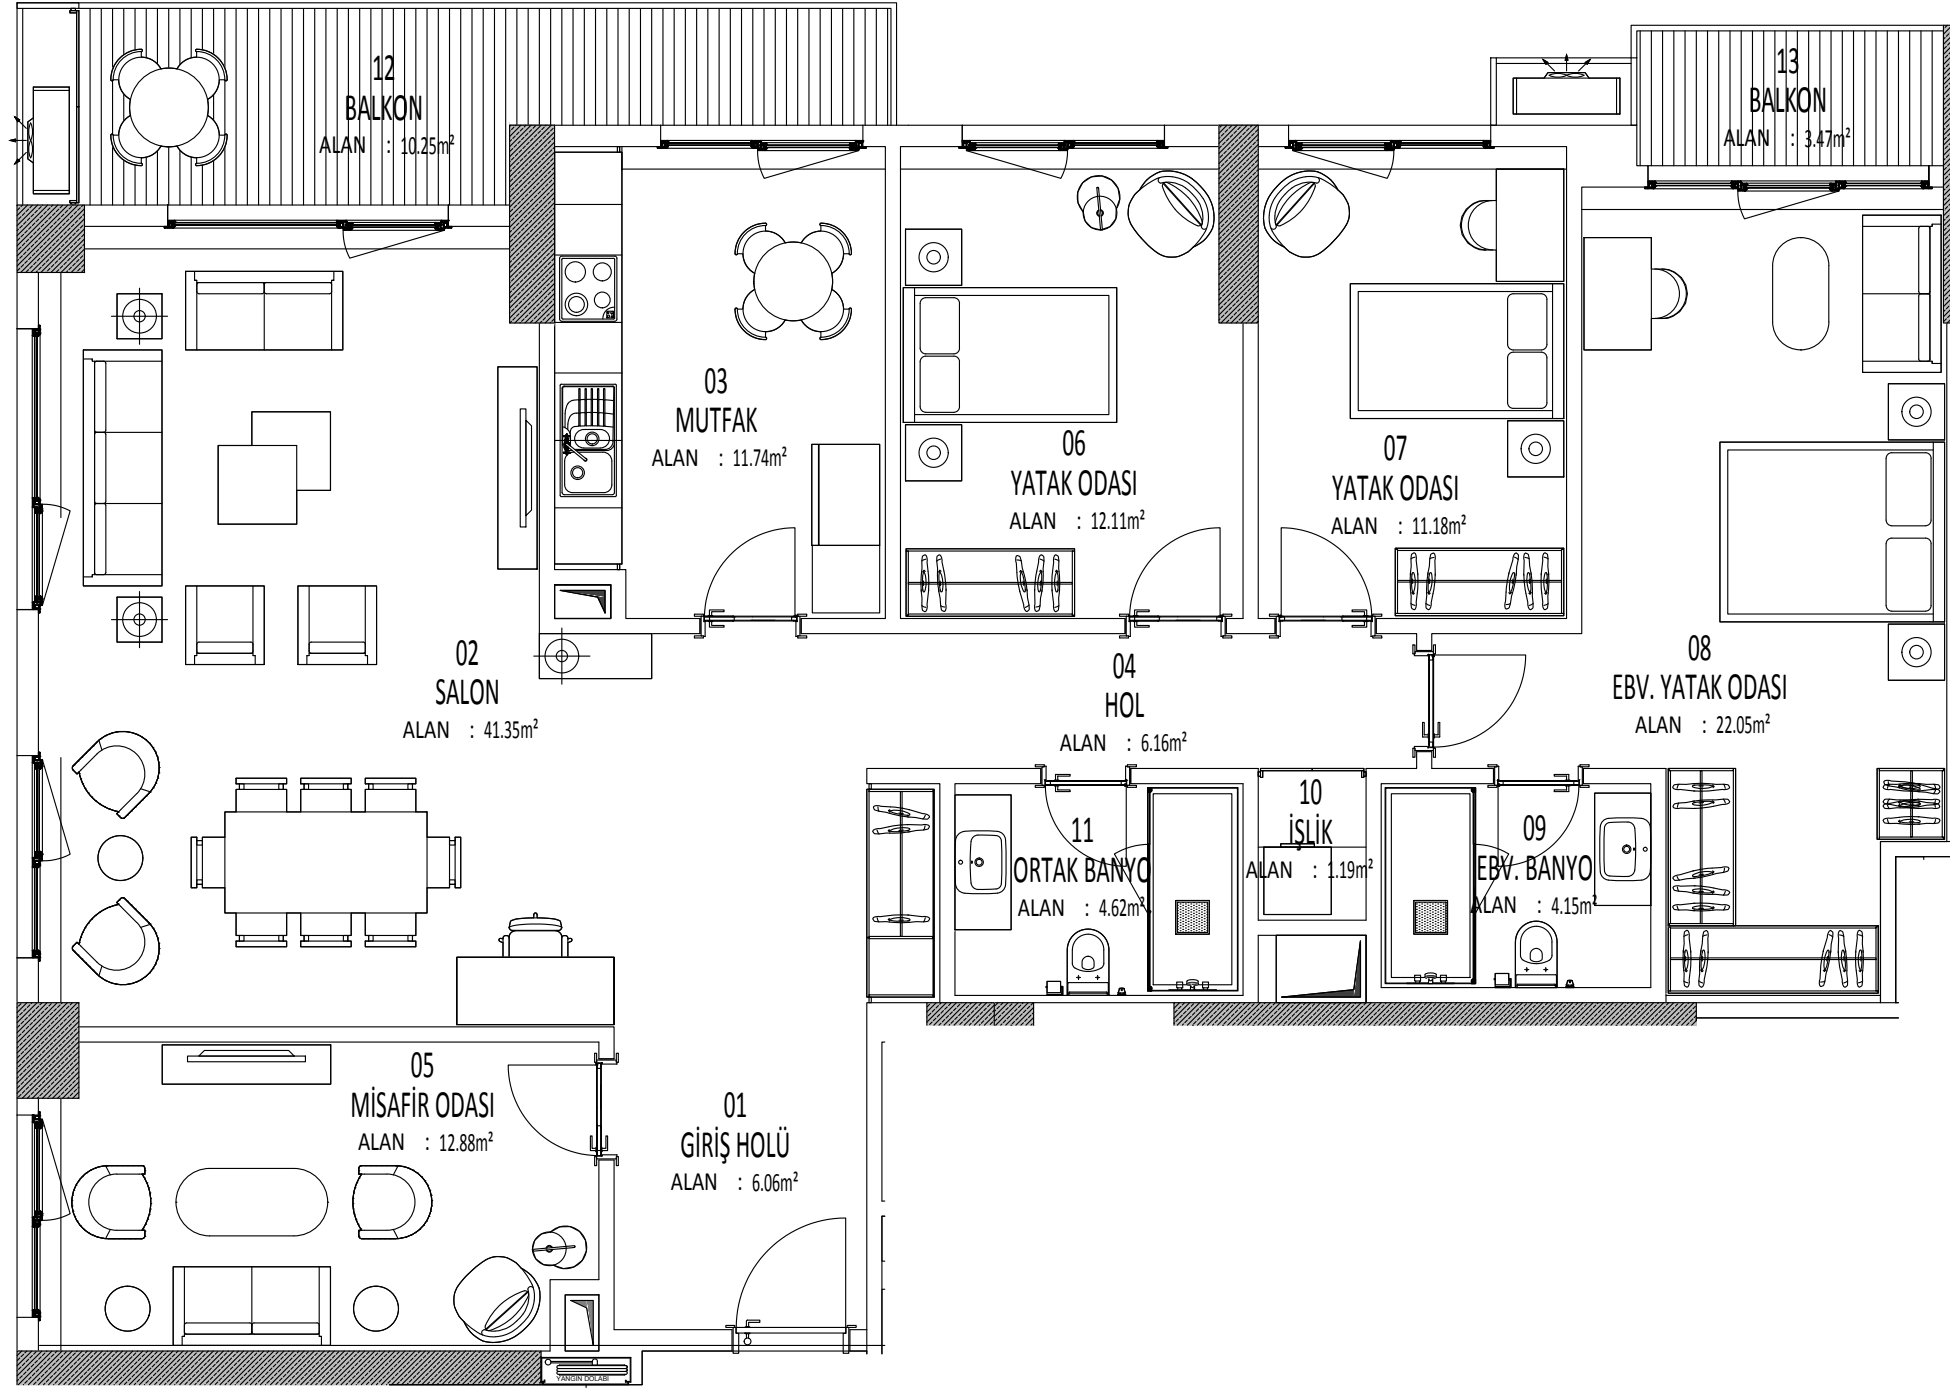 12
BALKON
ALAN : 10.25m²
13
BALKON
ALAN : 3.47m²
03
MUTFAK
ALAN : 11.74m²
06
YATAK ODASI
ALAN : 12.11m²
07
YATAK ODASI
ALAN : 11.18m²
02
SALON
ALAN : 41.35m²
04
HOL
ALAN : 6.16m²
08
EBV. YATAK ODASI
ALAN : 22.05m²
11
ORTAK BANYO
ALAN : 4.62m²
10
İŞLİK
ALAN : 1.19m²
09
EBV. BANYO
ALAN : 4.15m²
05
MİSAFİR ODASI
ALAN : 12.88m²
01
GİRİŞ HOLÜ
ALAN : 6.06m²
YANGIN DOLABI